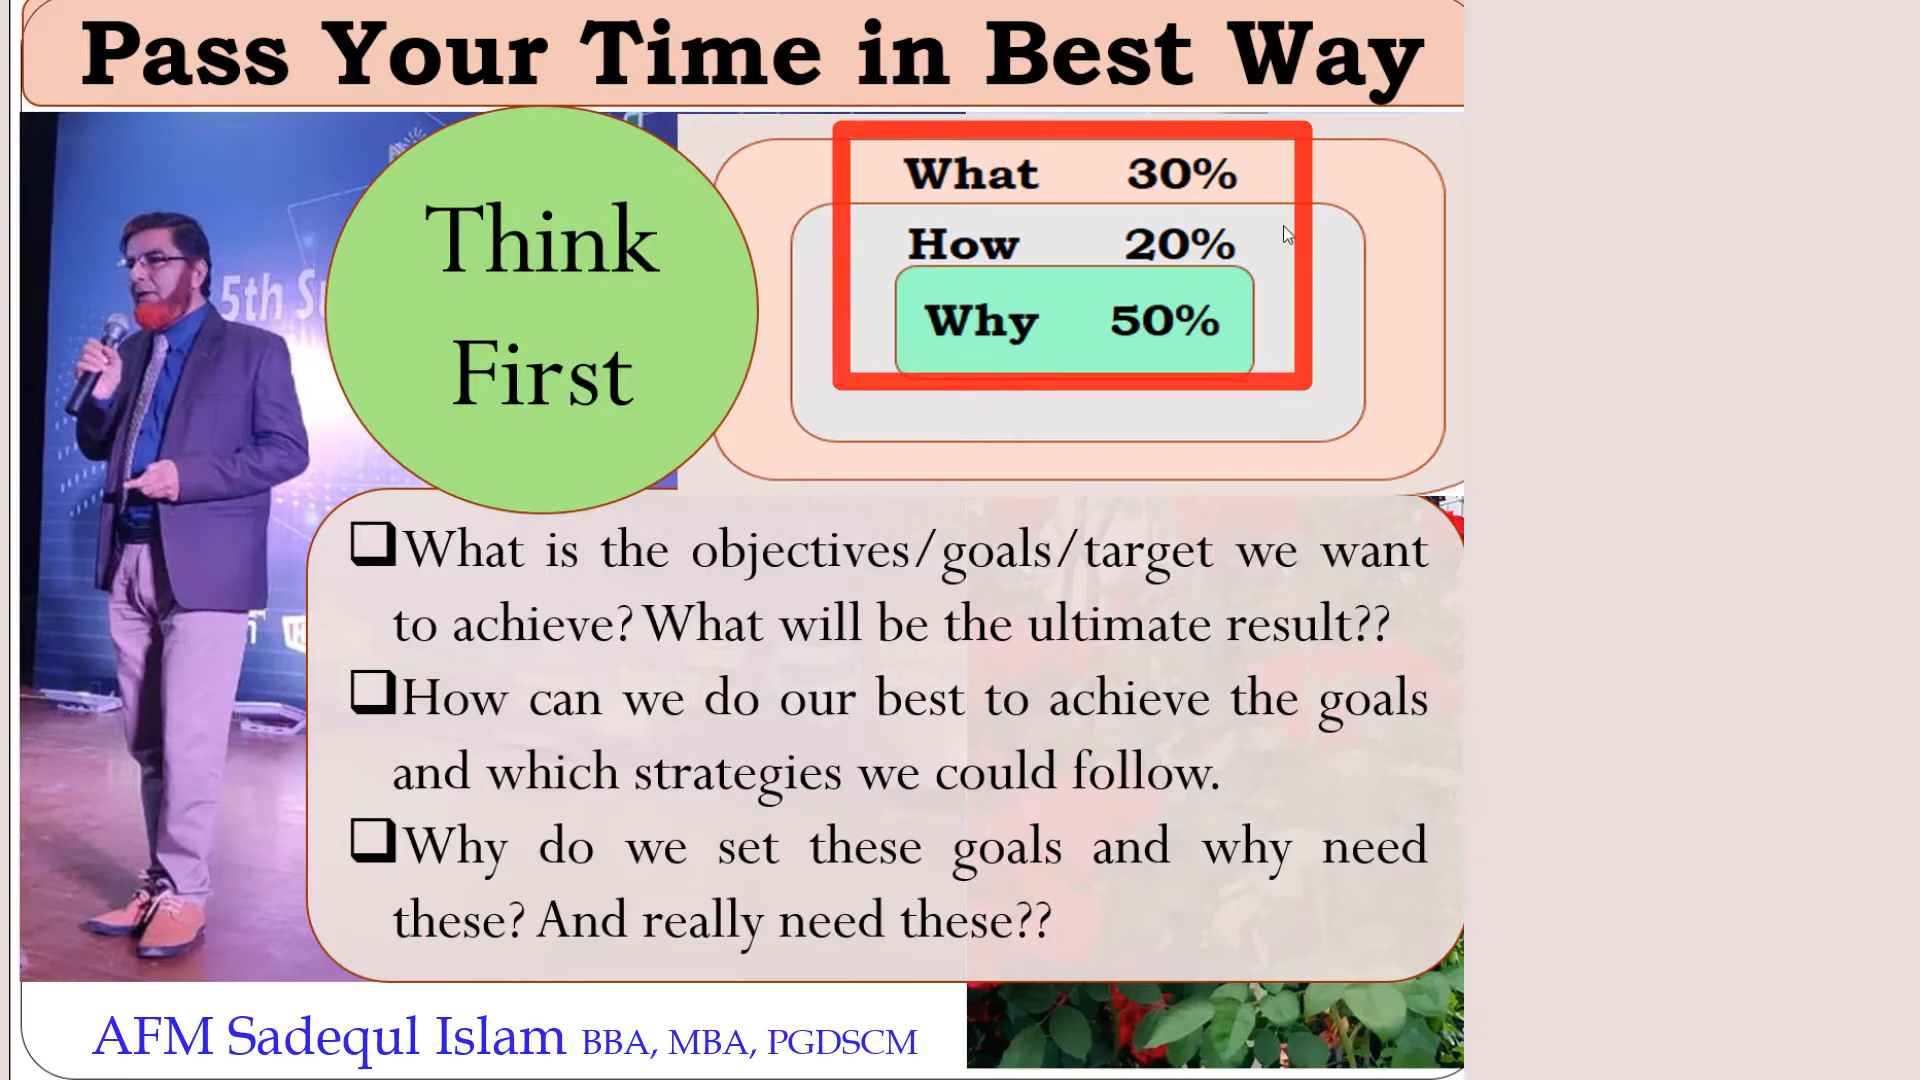 Pass Your Time in Best Way
5th
Think
First
What 30%
How 20%
Why 50%
❑What is the objectives/goals/target we want
to achieve? What will be the ultimate result??
❑How can we do our best to achieve the goals
and which strategies we could follow.
❑Why do we set these goals and why need
these? And really need these??
AFM Sadequl Islam BBA, MBA, PGDSCM